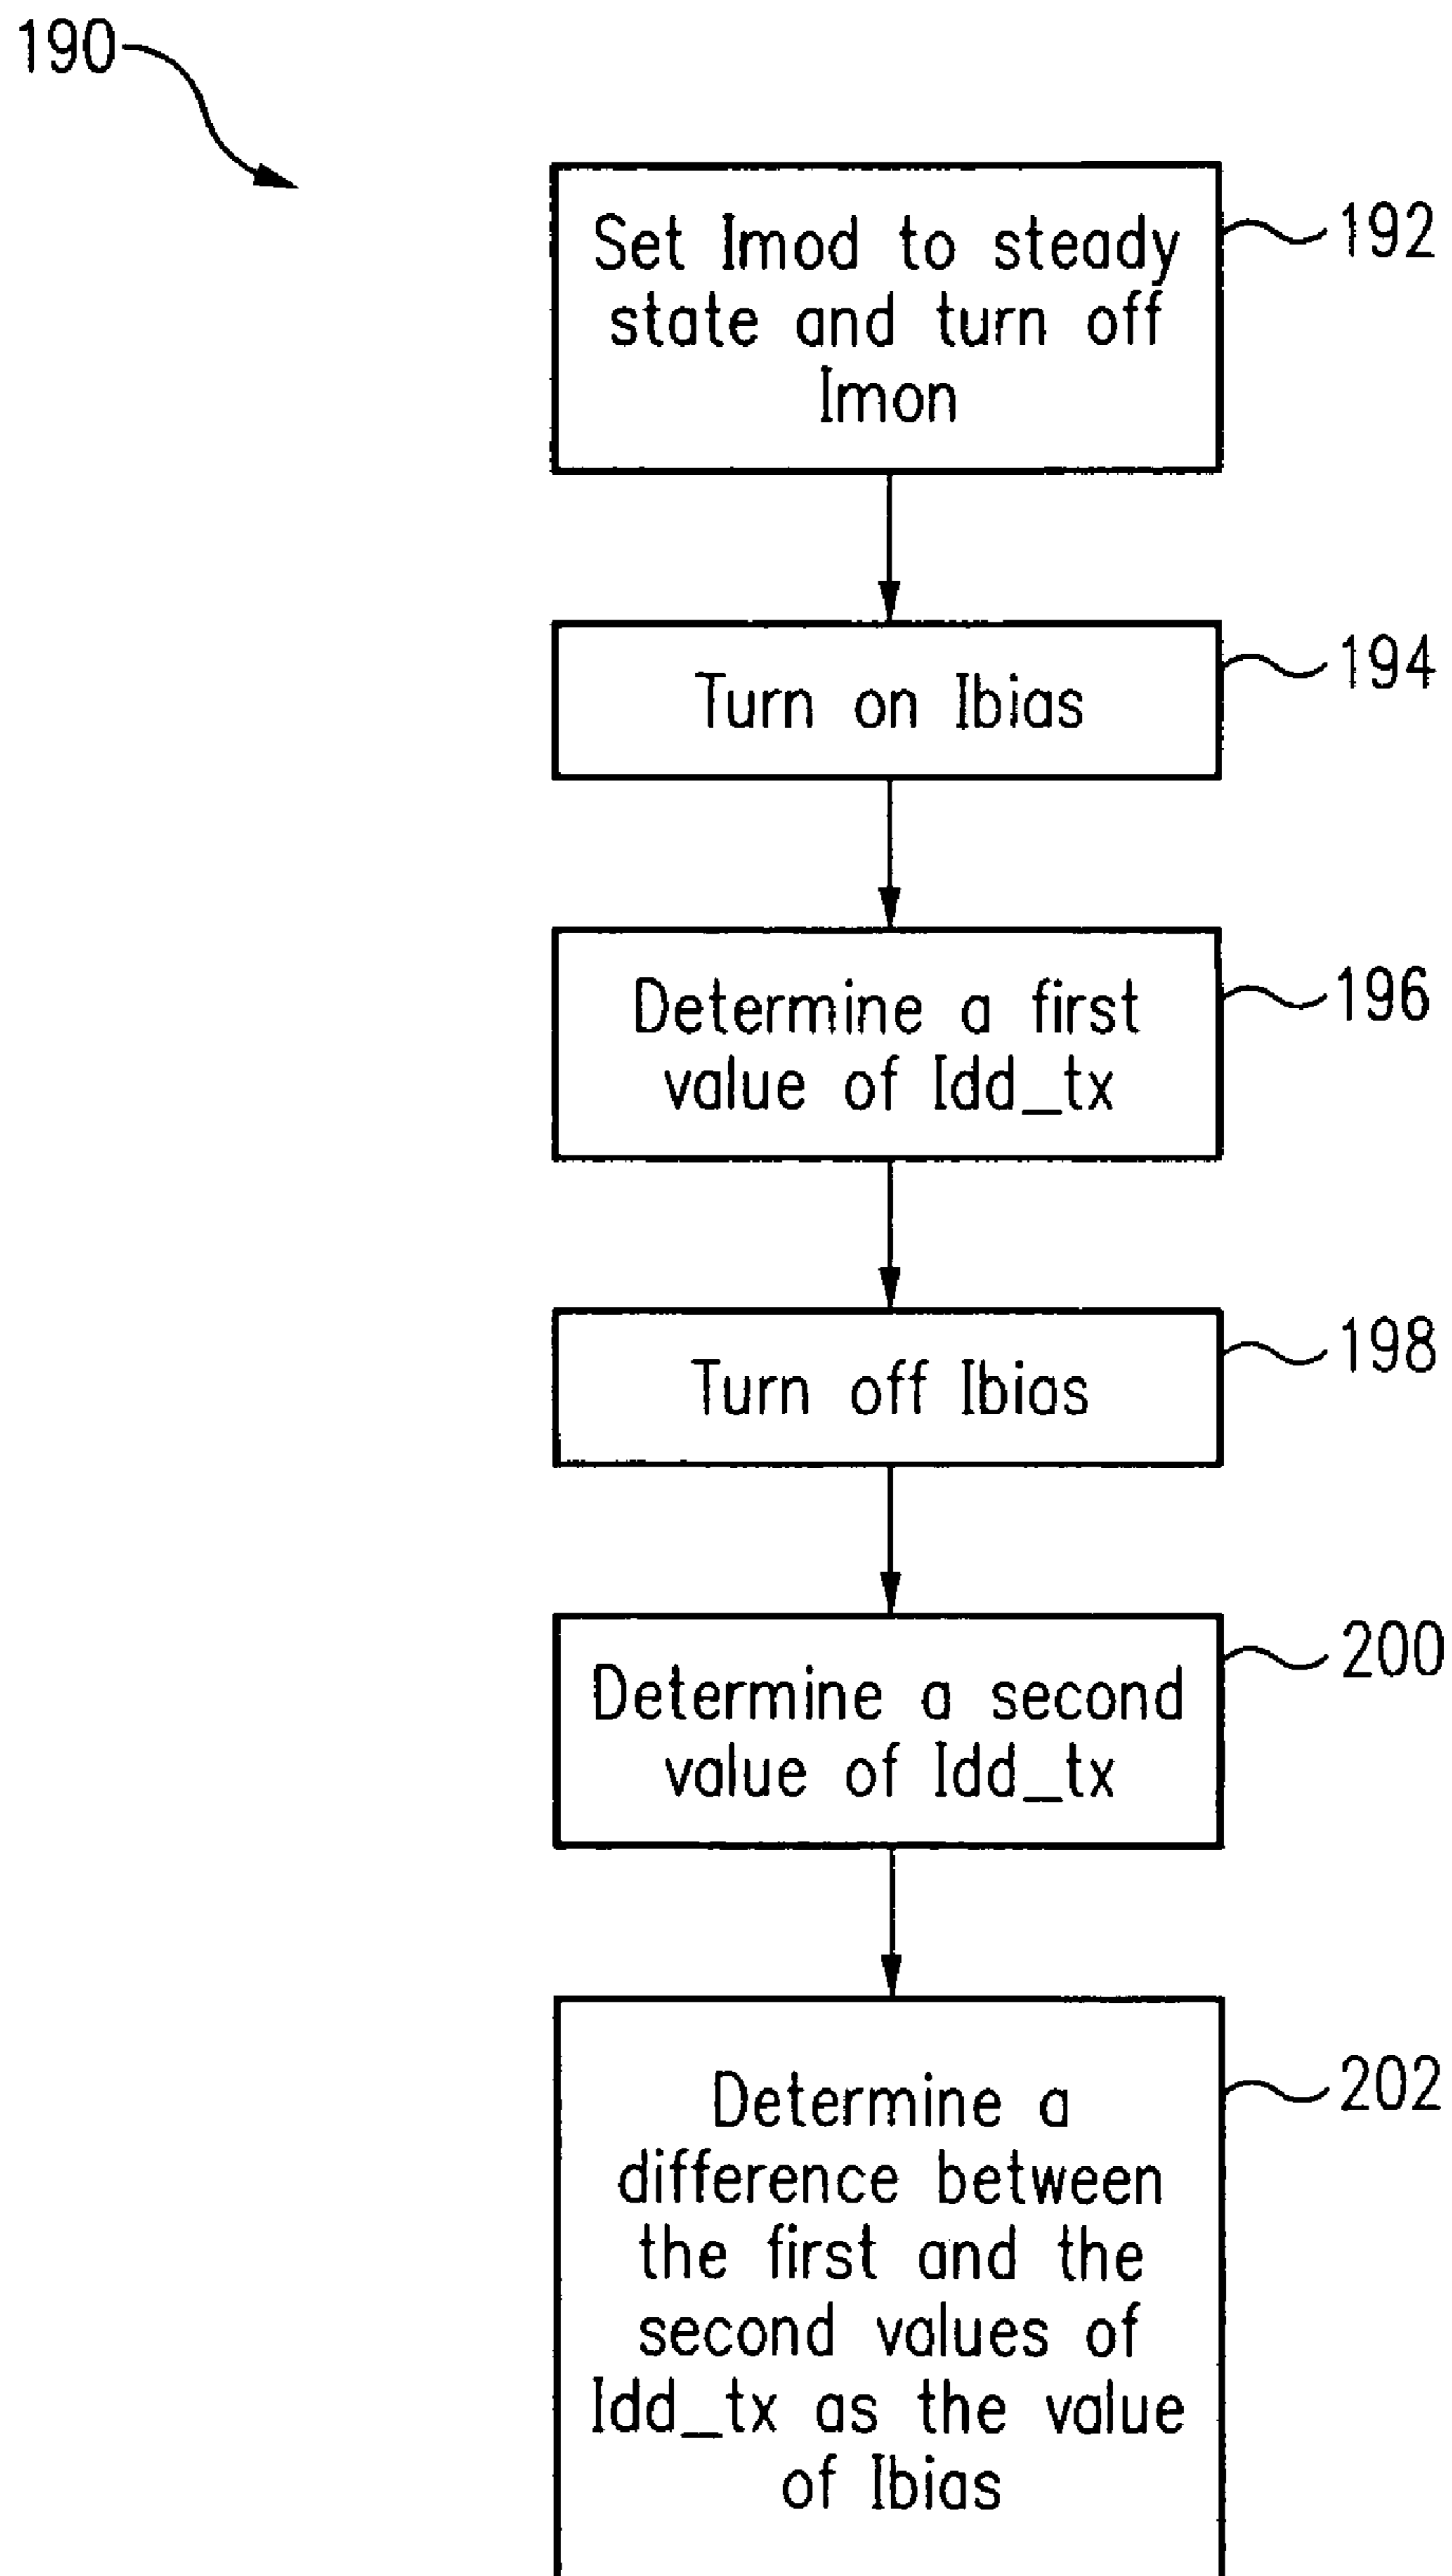 190
Set Imod to steady
state and turn off
Imon
192
Turn on Ibias
194
Determine a first
value of Idd_tx
196
Turn off Ibias
198
Determine a second
value of Idd_tx
200
Determine a
difference between
the first and the
second values of
Idd_tx as the value
of Ibias
202